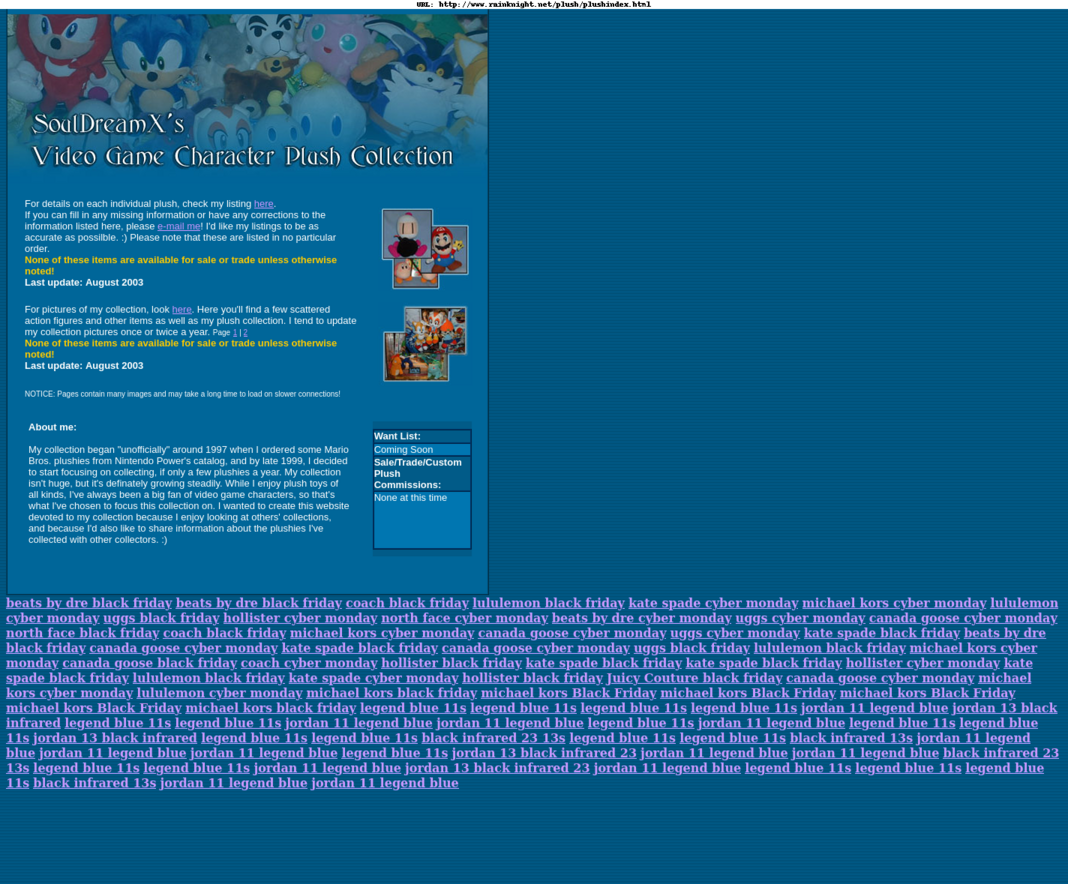 URL: http://www.rainknight.net/plush/plushindex.html
SoulDreamX's
Video Game Character Plush Collection
For details on each individual plush, check my listing here.
If you can fill in any missing information or have any corrections to the
information listed here, please e-mail me! I'd like my listings to be as
accurate as possilble. :) Please note that these are listed in no particular
order.
None of these items are available for sale or trade unless otherwise
noted!
Last update: August 2003
For pictures of my collection, look here. Here you'll find a few scattered
action figures and other items as well as my plush collection. I tend to update
my collection pictures once or twice a year. Page 1 | 2
None of these items are available for sale or trade unless otherwise
noted!
Last update: August 2003
NOTICE: Pages contain many images and may take a long time to load on slower connections!
About me:
My collection began "unofficially" around 1997 when I ordered some Mario
Bros. plushies from Nintendo Power's catalog, and by late 1999, I decided
to start focusing on collecting, if only a few plushies a year. My collection
isn't huge, but it's definately growing steadily. While I enjoy plush toys of
all kinds, I've always been a big fan of video game characters, so that's
what I've chosen to focus this collection on. I wanted to create this website
devoted to my collection because I enjoy looking at others' collections,
and because I'd also like to share information about the plushies I've
collected with other collectors. :)
Want List:
Coming Soon
Sale/Trade/Custom
Plush
Commissions:
None at this time
beats by dre black friday beats by dre black friday coach black friday lululemon black friday kate spade cyber monday michael kors cyber monday lululemon
cyber monday uggs black friday hollister cyber monday north face cyber monday beats by dre cyber monday uggs cyber monday canada goose cyber monday
north face black friday coach black friday michael kors cyber monday canada goose cyber monday uggs cyber monday kate spade black friday beats by dre
black friday canada goose cyber monday kate spade black friday canada goose cyber monday uggs black friday lululemon black friday michael kors cyber
monday canada goose black friday coach cyber monday hollister black friday kate spade black friday kate spade black friday hollister cyber monday kate
spade black friday lululemon black friday kate spade cyber monday hollister black friday Juicy Couture black friday canada goose cyber monday michael
kors cyber monday lululemon cyber monday michael kors black friday michael kors Black Friday michael kors Black Friday michael kors Black Friday
michael kors Black Friday michael kors black friday legend blue 11s legend blue 11s legend blue 11s legend blue 11s jordan 11 legend blue jordan 13 black
infrared legend blue 11s legend blue 11s jordan 11 legend blue jordan 11 legend blue legend blue 11s jordan 11 legend blue legend blue 11s legend blue
11s jordan 13 black infrared legend blue 11s legend blue 11s black infrared 23 13s legend blue 11s legend blue 11s black infrared 13s jordan 11 legend
blue jordan 11 legend blue jordan 11 legend blue legend blue 11s jordan 13 black infrared 23 jordan 11 legend blue jordan 11 legend blue black infrared 23
13s legend blue 11s legend blue 11s jordan 11 legend blue jordan 13 black infrared 23 jordan 11 legend blue legend blue 11s legend blue 11s legend blue
11s black infrared 13s jordan 11 legend blue jordan 11 legend blue